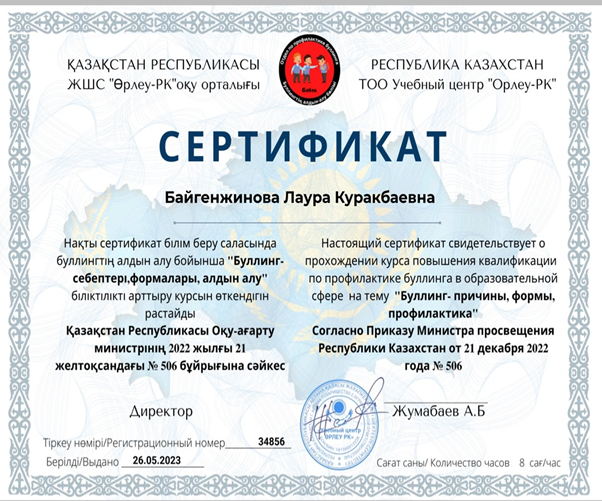 ҚАЗАҚСТАН РЕСПУБЛИКАСЫ
ЖШС "Өрлеу-РК"оқу орталығы
РЕСПУБЛИКА КАЗАХСТАН
ТОО Учебный центр "Орлеу-РК"
СЕРТИФИКАТ
Байгенжинова Лаура Куракбаевна
Нақты сертификат білім беру саласында
буллингтің алдын алу бойынша "Буллинг-
себептері,формалары, алдын алу"
біліктілікті арттыру курсын өткендігін
растайды
Қазақстан Республикасы Оқу-ағарту
министрінің 2022 жылғы 21
желтоқсандағы № 506 бұйрығына сәйкес
Настоящий сертификат свидетельствует о
прохождении курса повышения квалификации
по профилактике буллинга в образовательной
сфере на тему "Буллинг- причины, формы,
профилактика"
Согласно Приказу Министра просвещения
Республики Казахстан от 21 декабря 2022
года № 506
Директор
Жумабаев А.Б
Учебный центр
"ӨРЛЕУ РК"
Тіркеу нөмірі/Регистрационный номер 34856
Берілді/Выдано 26.05.2023
Сағат саны/ Количество часов 8 сағ/час